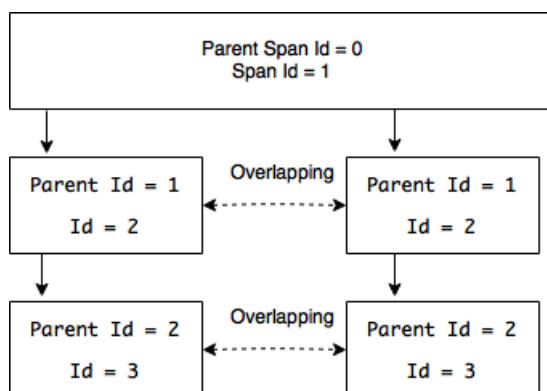 Parent Span Id = 0
Span Id = 1
Parent Id = 1
Id = 2
Overlapping
Parent Id = 1
Id = 2
Parent Id = 2
Id = 3
Overlapping
Parent Id = 2
Id = 3